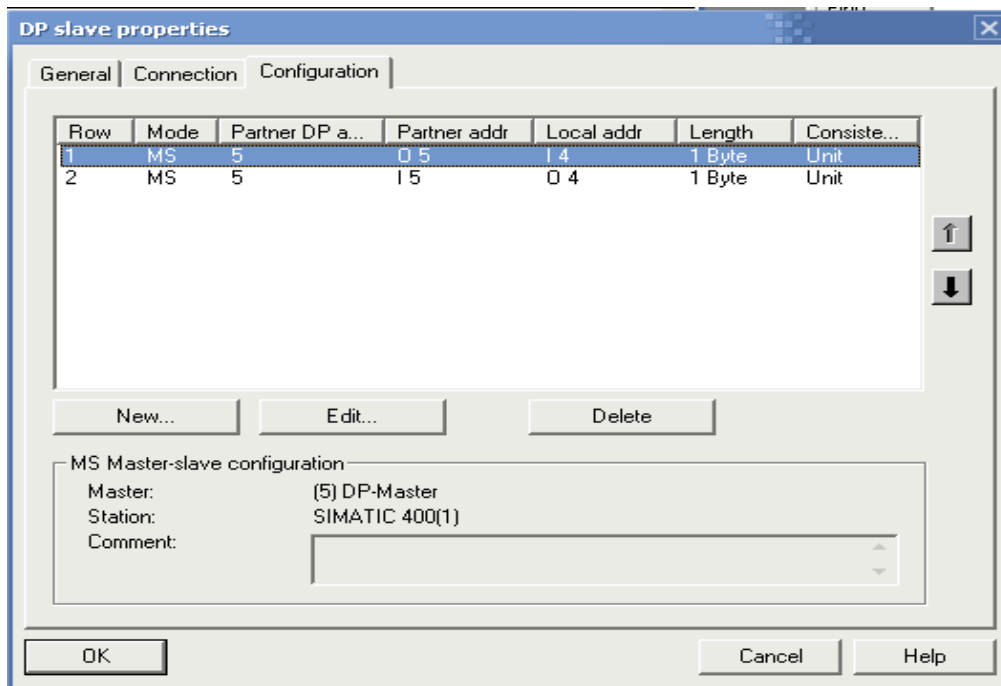 DP slave properties
General Connection Configuration
Row Mode Partner DP a... Partner addr Local addr Length Consiste...
1 MS 5 O 5 I 4 1 Byte Unit
2 MS 5 I 5 O 4 1 Byte Unit
New... Edit... Delete
MS Master-slave configuration
Master: (5) DP-Master
Station: SIMATIC 400(1)
Comment:
OK Cancel Help